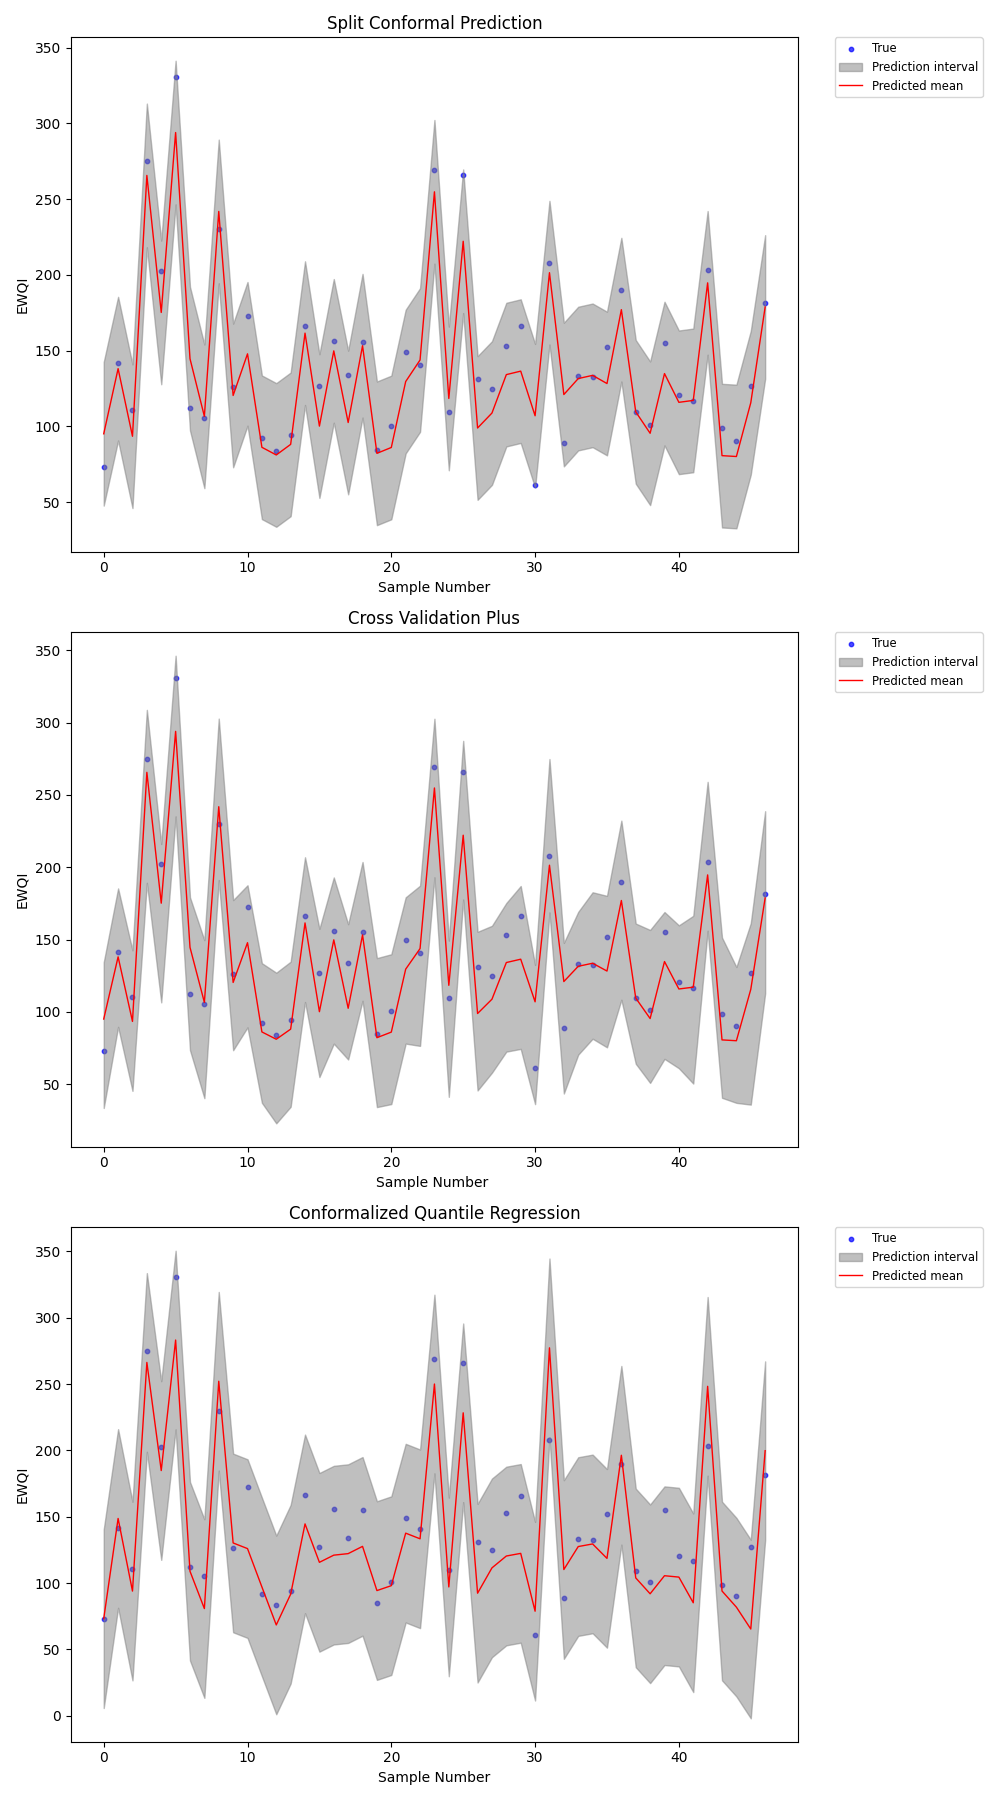 Split Conformal Prediction
350
300
250
200
150
100
50
EWQI
0 10 20 30 40
Sample Number
True
Prediction interval
Predicted mean
Cross Validation Plus
350
300
250
200
150
100
50
EWQI
0 10 20 30 40
Sample Number
True
Prediction interval
Predicted mean
Conformalized Quantile Regression
350
300
250
200
150
100
50
0
EWQI
0 10 20 30 40
Sample Number
True
Prediction interval
Predicted mean